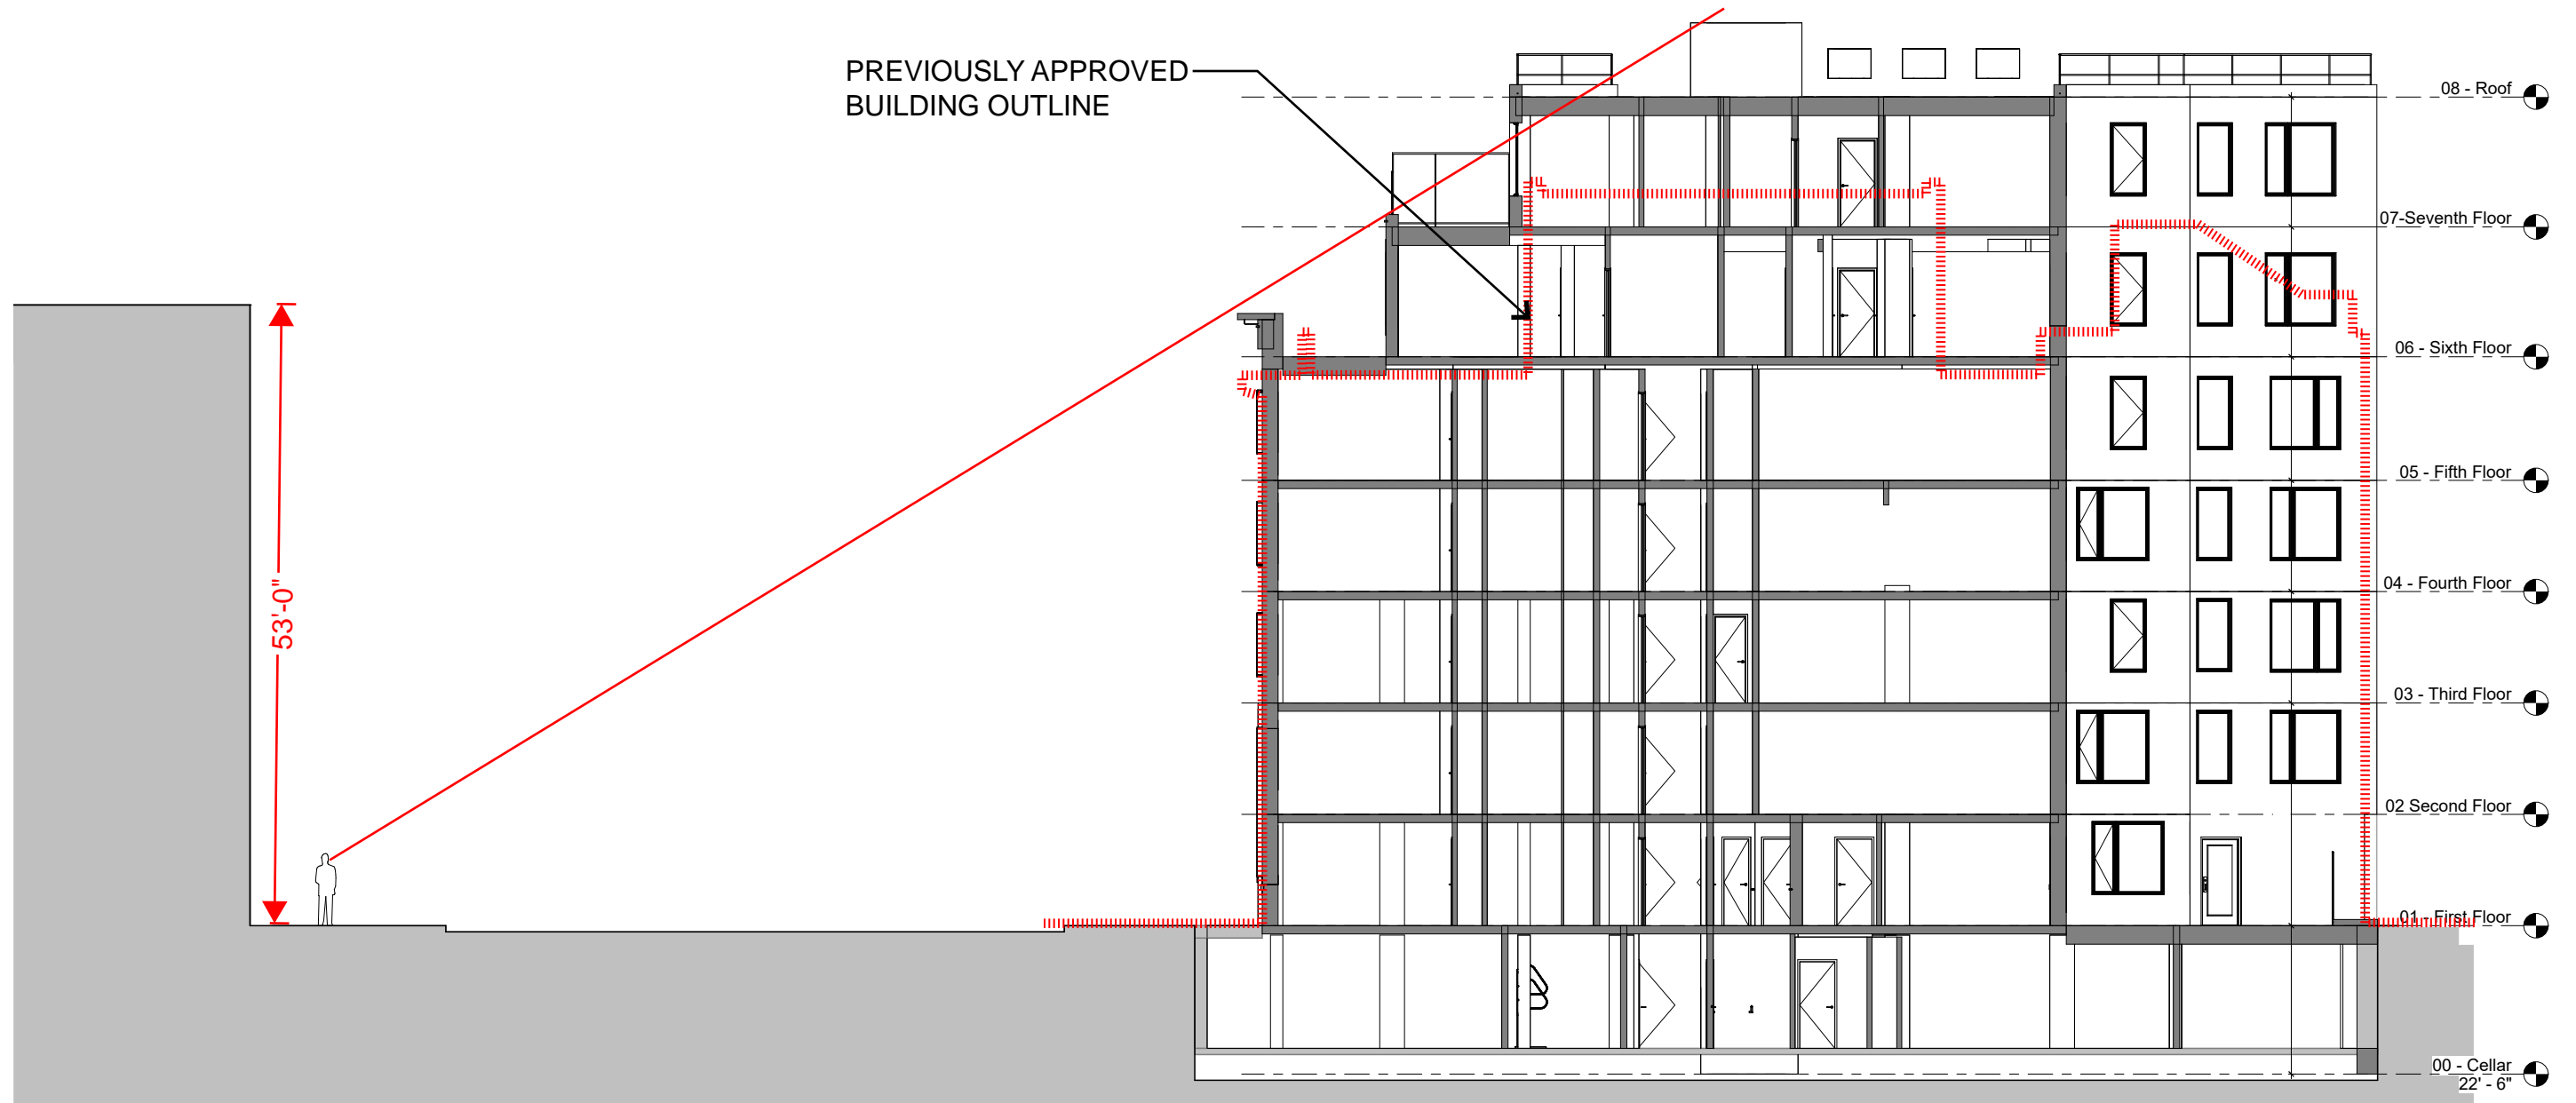 PREVIOUSLY APPROVED
BUILDING OUTLINE
08 - Roof
07-Seventh Floor
06 - Sixth Floor
05 - Fifth Floor
53'-0"
04 - Fourth Floor
03 - Third Floor
02 Second Floor
01 - First Floor
00 - Cellar
22' - 6"